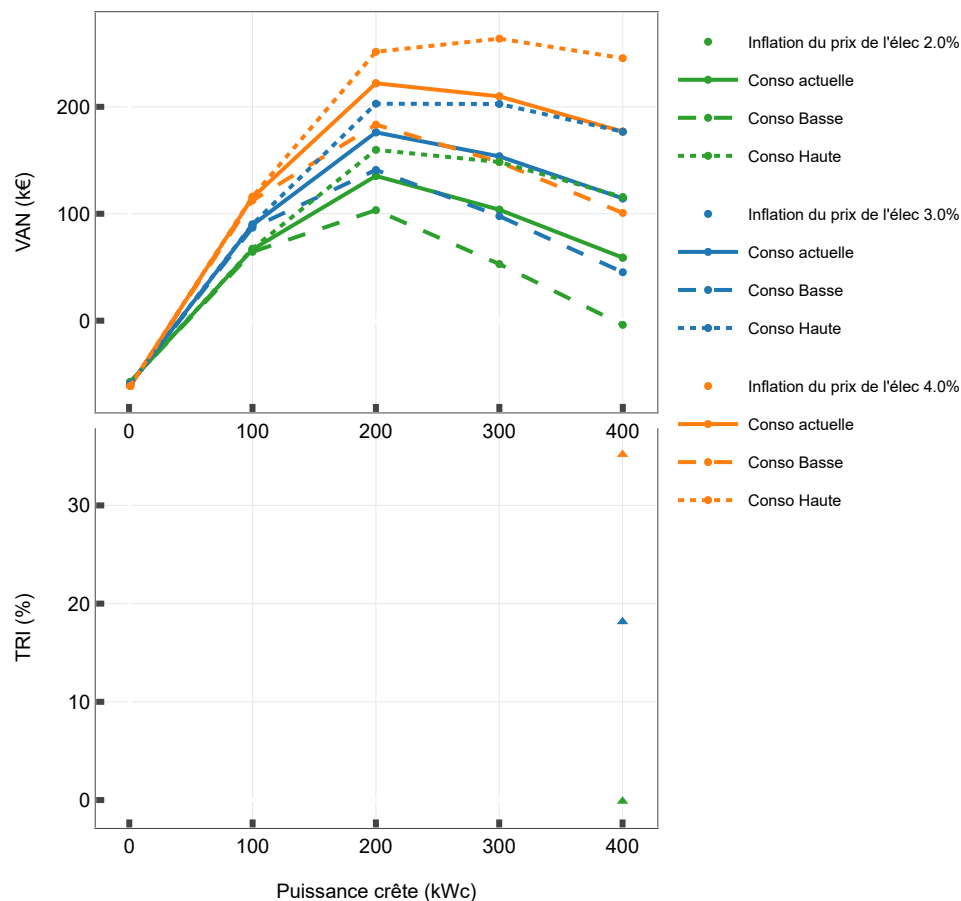 VAN (k€)
200
100
0
0 100 200 300 400
Inflation du prix de l'élec 2.0%
Conso actuelle
Conso Basse
Conso Haute
Inflation du prix de l'élec 3.0%
Conso actuelle
Conso Basse
Conso Haute
Inflation du prix de l'élec 4.0%
Conso actuelle
Conso Basse
Conso Haute
TRI (%)
30
20
10
0
0 100 200 300 400
Puissance crête (kWc)